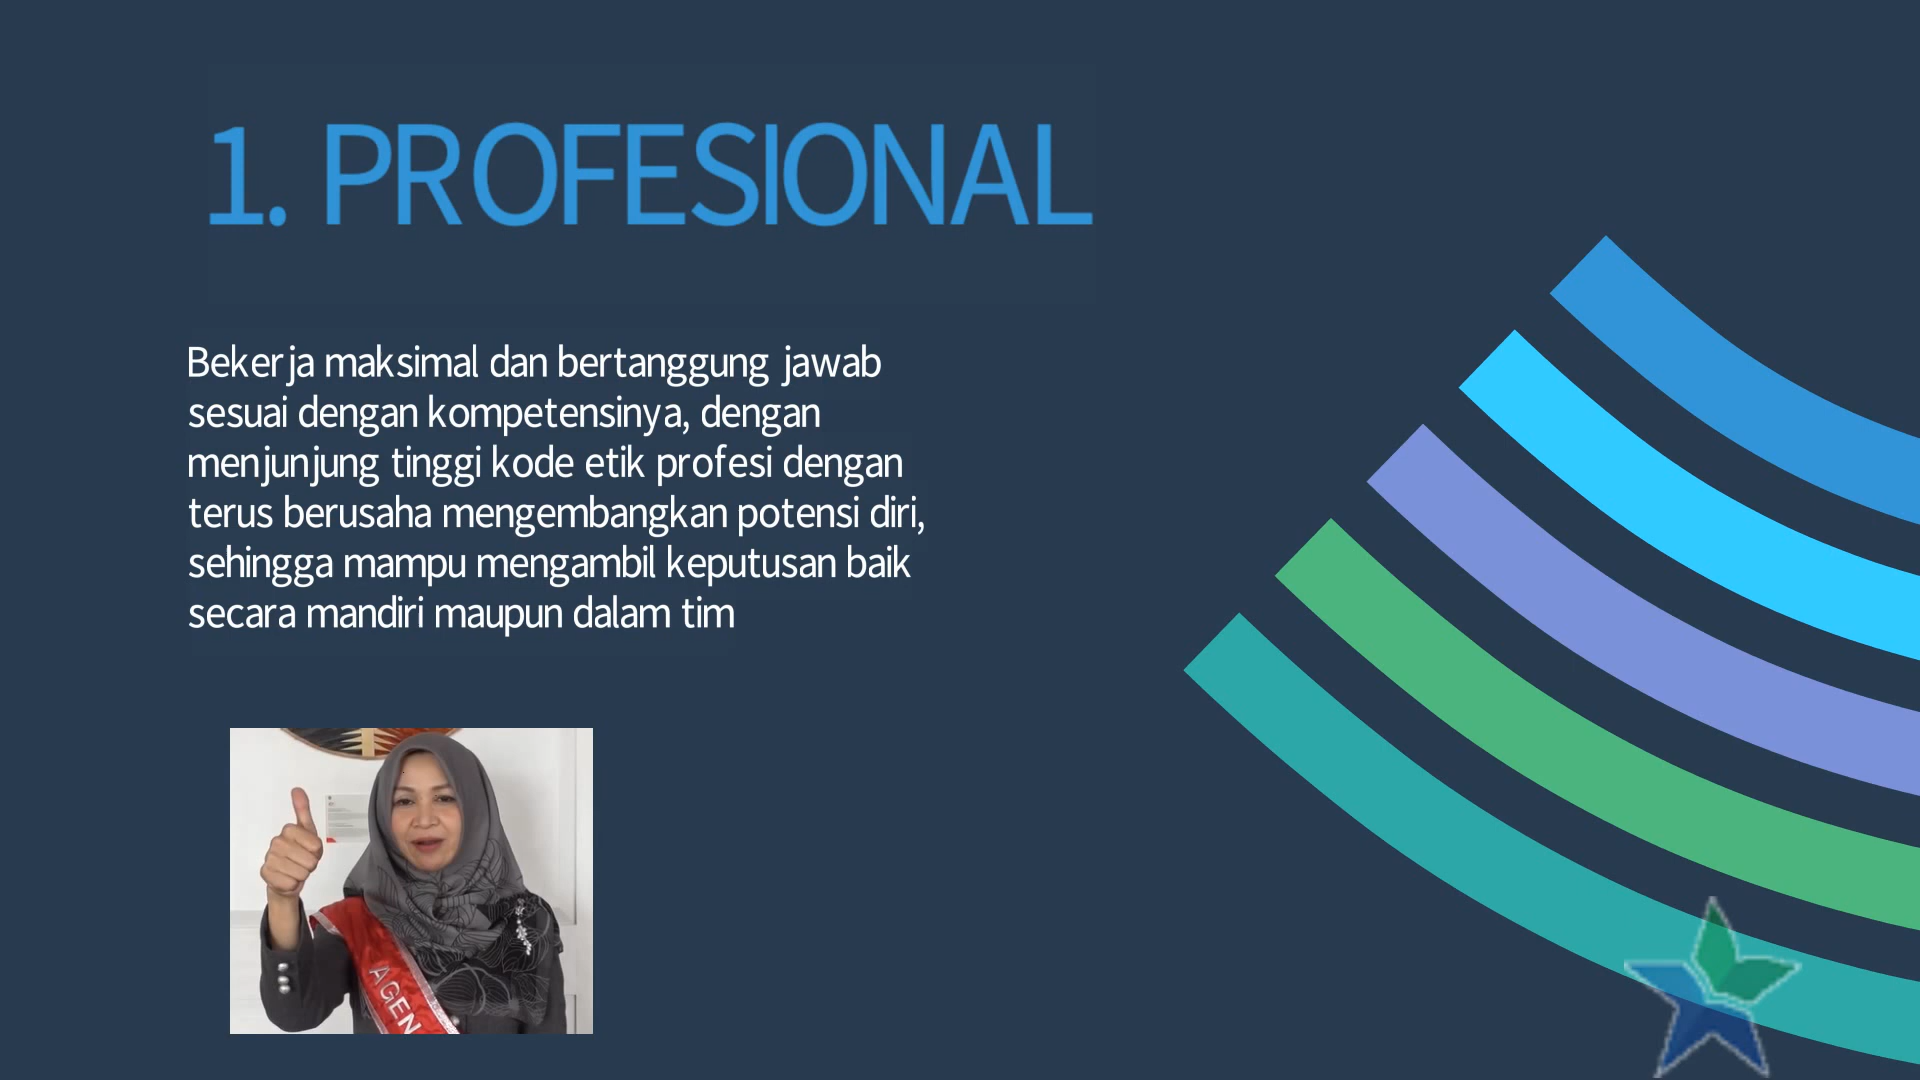 1. PROFESIONAL
Bekerja maksimal dan bertanggung jawab
sesuai dengan kompetensinya, dengan
menjunjung tinggi kode etik profesi dengan
terus berusaha mengembangkan potensi diri,
sehingga mampu mengambil keputusan baik
secara mandiri maupun dalam tim
AGEN